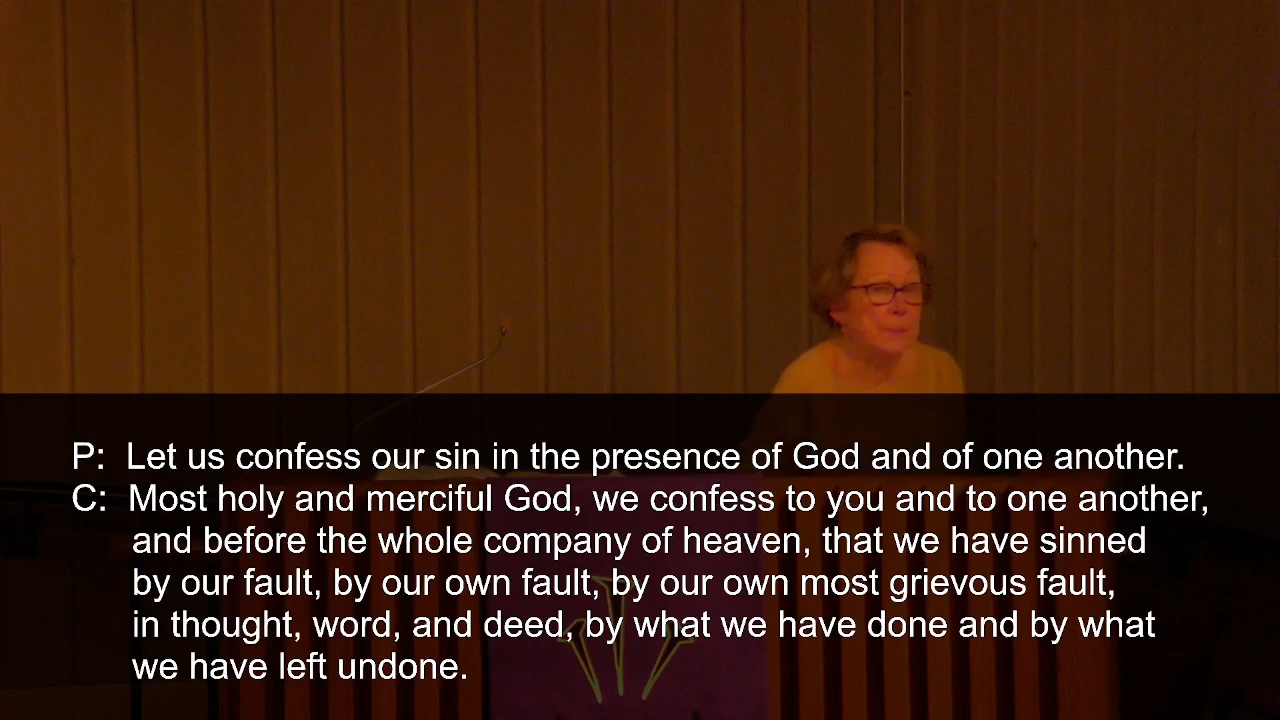 P: Let us confess our sin in the presence of God and of one another.
C: Most holy and merciful God, we confess to you and to one another,
and before the whole company of heaven, that we have sinned
by our fault, by our own fault, by our own most grievous fault,
in thought, word, and deed, by what we have done and by what
we have left undone.